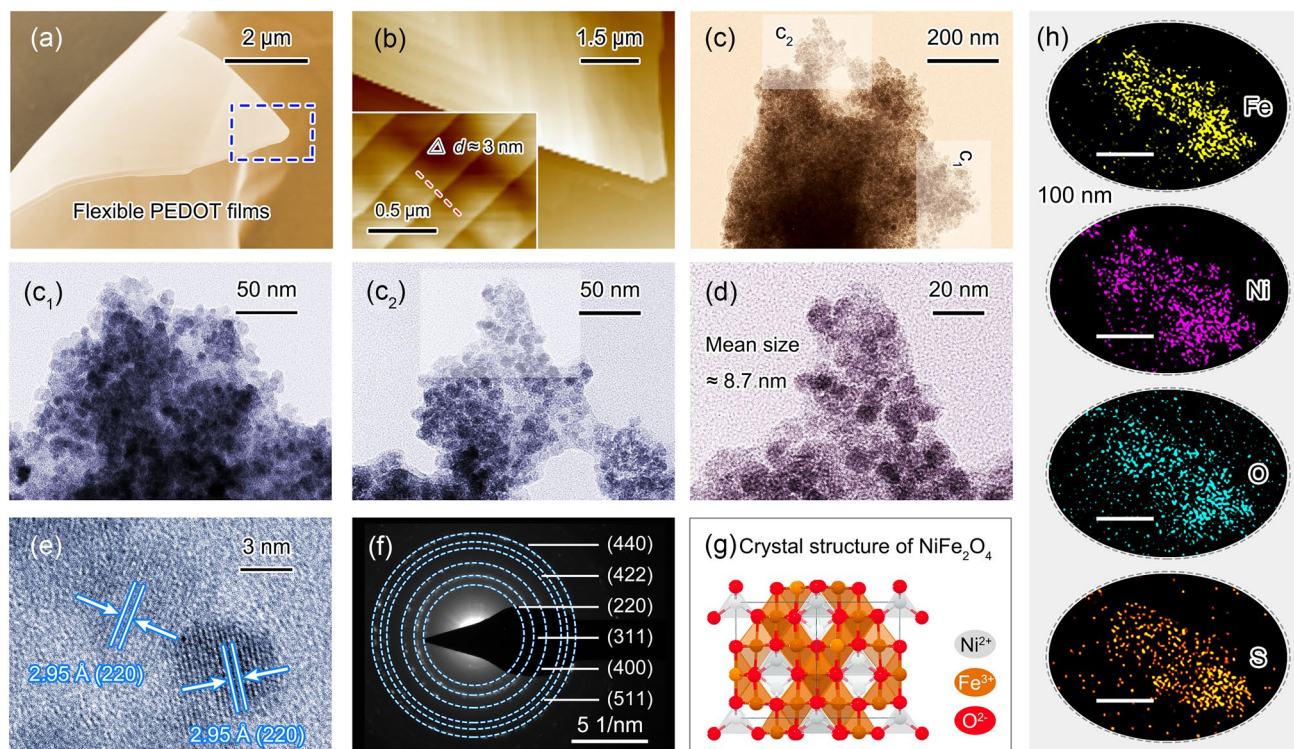 (a)
2 μm
Flexible PEDOT films
(b)
1.5 μm
△ d ≈ 3 nm
0.5 μm
(c)
c₂
200 nm
c₁
(c₁)
50 nm
(c₂)
50 nm
(d)
20 nm
Mean size
≈ 8.7 nm
(e)
3 nm
2.95 Å (220)
2.95 Å (220)
(f)
(440)
(422)
(220)
(311)
(400)
(511)
5 1/nm
(g) Crystal structure of NiFe₂O₄
Ni²⁺
Fe³⁺
O²⁻
(h)
Fe
100 nm
Ni
O
S